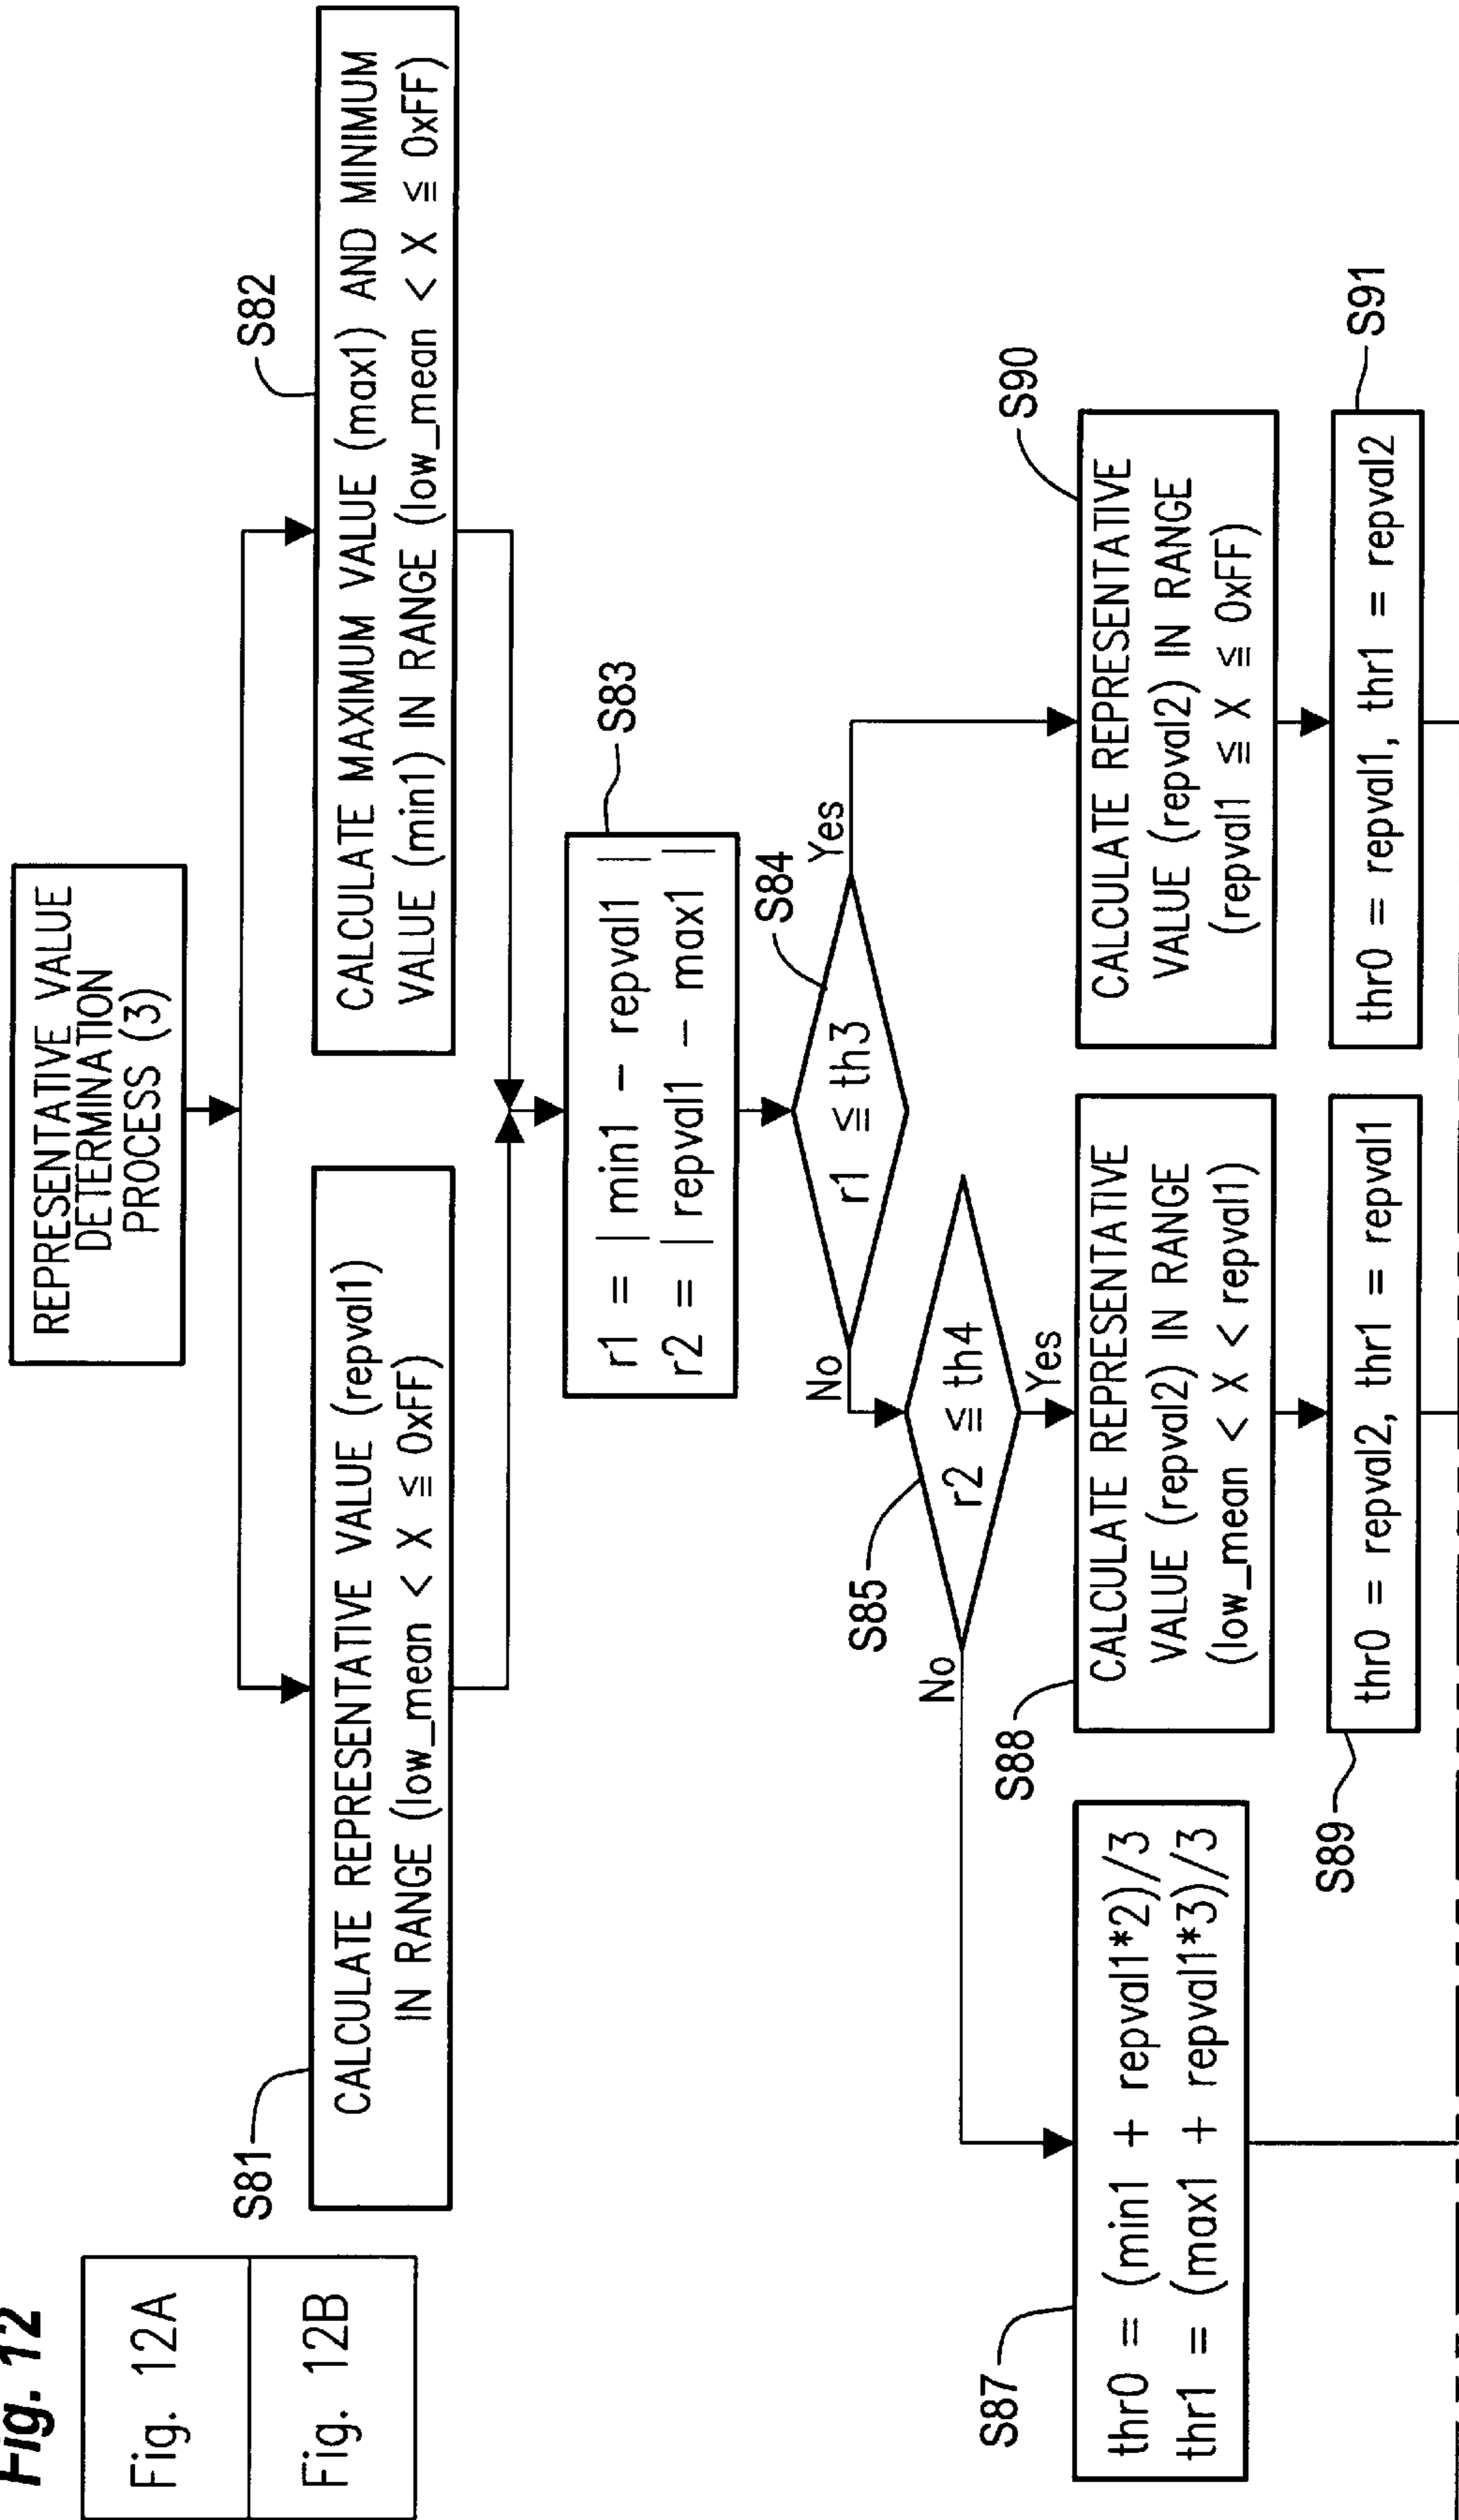 Fig. 12
Fig. 12A
Fig. 12B
REPRESENTATIVE VALUE
DETERMINATION
PROCESS (3)
S81
CALCULATE REPRESENTATIVE VALUE (repval1)
IN RANGE (low_mean < X ≦ 0xFF)
S82
CALCULATE MAXIMUM VALUE (max1) AND MINIMUM
VALUE (min1) IN RANGE (low_mean < X ≦ 0xFF)
S83
r1 = | min1 - repval1 |
r2 = | repval1 - max1 |
S84
r1 ≦ th3
No
Yes
S85
r2 ≦ th4
No
Yes
S87
thr0 = (min1 + repval1*2)/3
thr1 = (max1 + repval1*3)/3
S88
CALCULATE REPRESENTATIVE
VALUE (repval2) IN RANGE
(low_mean < X < repval1)
S89
thr0 = repval2, thr1 = repval1
S90
CALCULATE REPRESENTATIVE
VALUE (repval2) IN RANGE
(repval1 ≦ X ≦ 0xFF)
S91
thr0 = repval1, thr1 = repval2